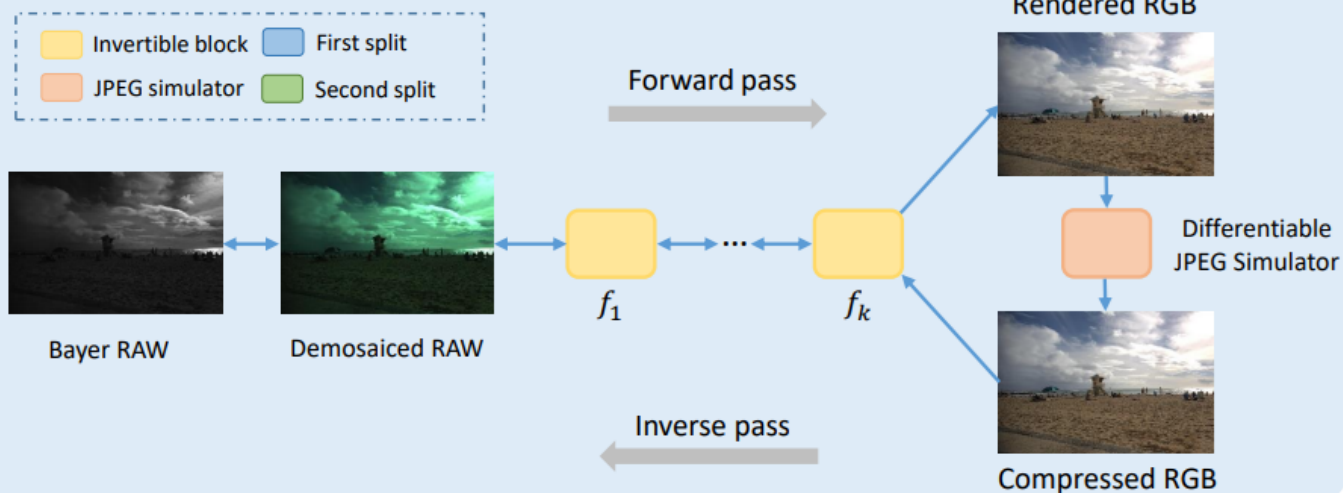 Rendered RGB
Invertible block
First split
JPEG simulator
Second split
Forward pass
Differentiable
JPEG Simulator
...
f₁
fₖ
Bayer RAW
Demosaiced RAW
Inverse pass
Compressed RGB